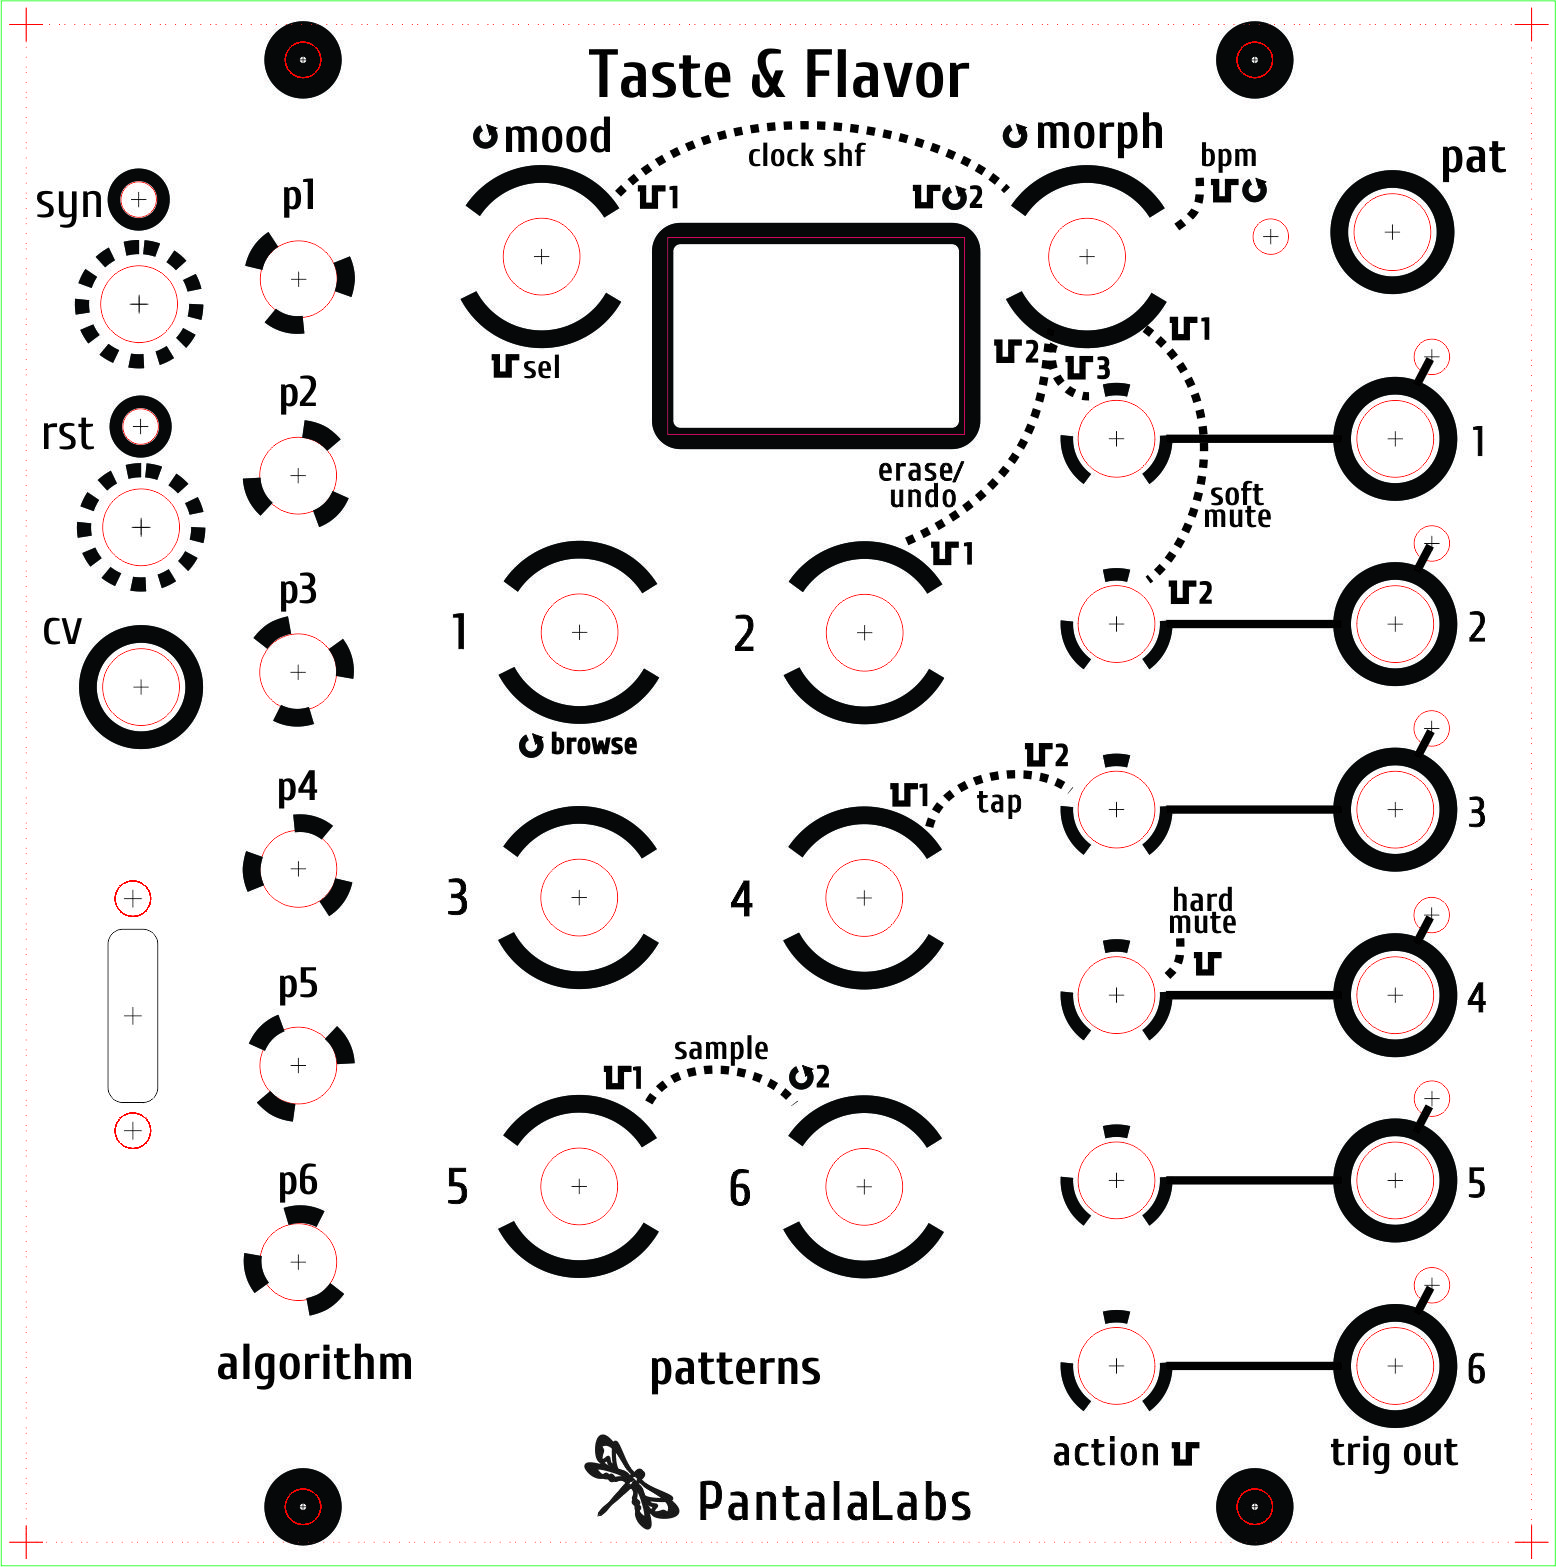 Taste & Flavor
mood
morph
clock shf
bpm
pat
syn
p1
1
2
sel
1
2
3
p2
rst
1
erase/
undo
soft
mute
1
p3
cv
1
2
2
2
browse
p4
1
2
tap
3
3
4
hard
mute
4
p5
sample
1
2
p6
5
6
5
6
algorithm
patterns
action
trig out
PantalaLabs